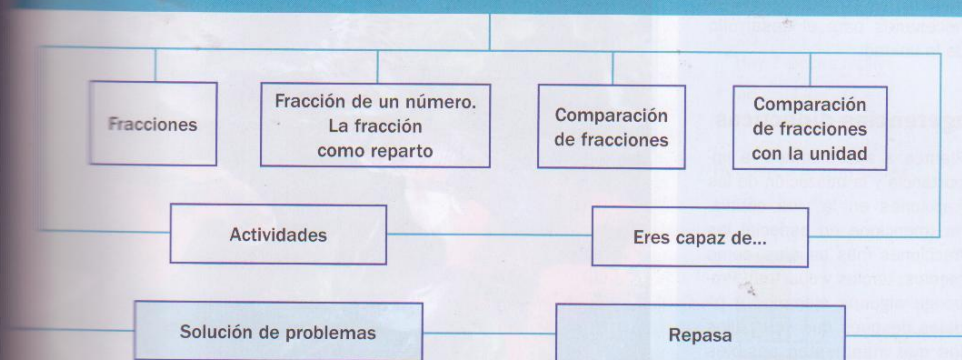 Fracciones
Fracción de un número.
La fracción
como reparto
Comparación
de fracciones
Comparación
de fracciones
con la unidad
Actividades
Eres capaz de...
Solución de problemas
Repasa